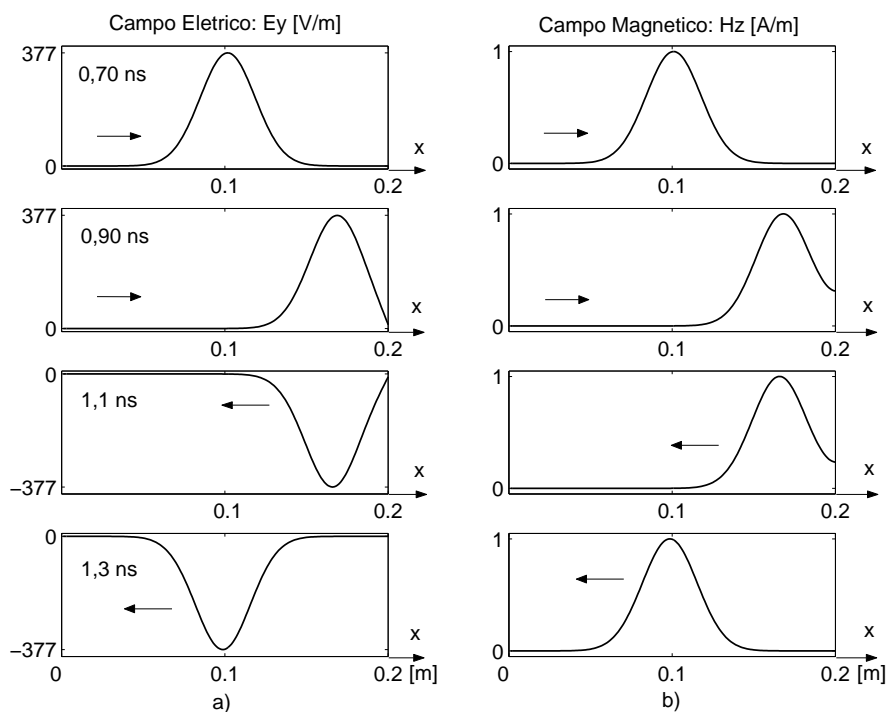 Campo Eletrico: Ey [V/m]
377
0,70 ns
0
0.1
0.2
x
377
0,90 ns
0
0.1
0.2
x
0
1,1 ns
−377
0.1
0.2
x
0
1,3 ns
−377
0
0.1
0.2
x
[m]
a)
Campo Magnetico: Hz [A/m]
1
0
0.1
0.2
x
1
0
0.1
0.2
x
1
0
0.1
0.2
x
1
0
0
0.1
0.2
x
[m]
b)